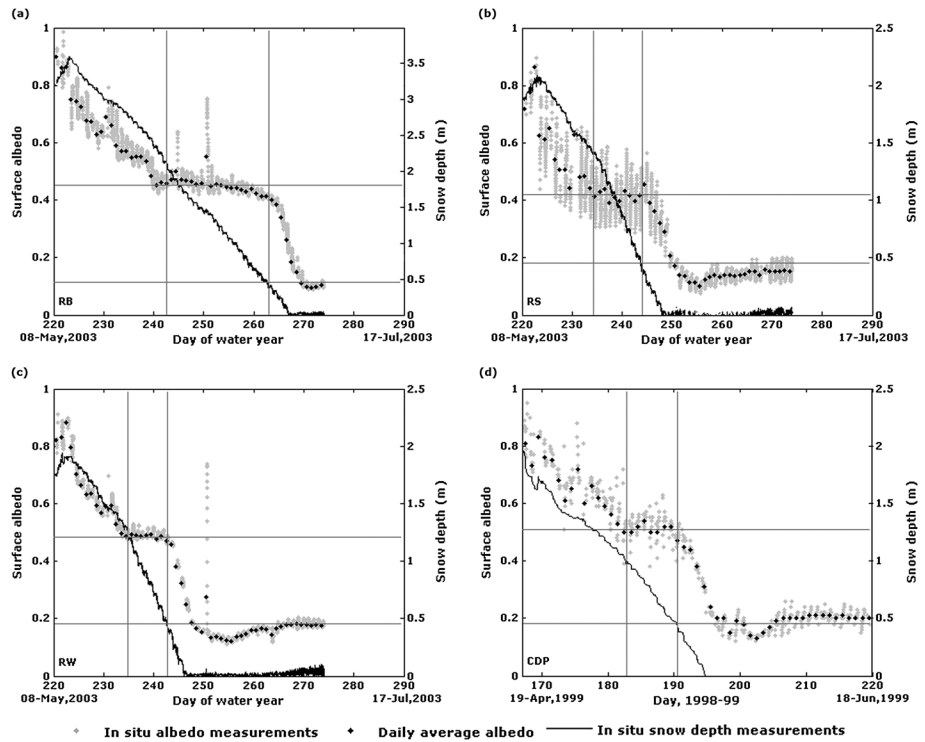 (a)
1
0.8
0.6
0.4
0.2
0
Surface albedo
3.5
3
2.5
2
1.5
1
0.5
0
Snow depth (m)
RB
220 230 240 250 260 270 280 290
08-May,2003 Day of water year 17-Jul,2003
(b)
1
0.8
0.6
0.4
0.2
0
Surface albedo
2.5
2
1.5
1
0.5
0
Snow depth (m)
RS
220 230 240 250 260 270 280 290
08-May,2003 Day of water year 17-Jul,2003
(c)
1
0.8
0.6
0.4
0.2
0
Surface albedo
2.5
2
1.5
1
0.5
0
Snow depth (m)
RW
220 230 240 250 260 270 280 290
08-May,2003 Day of water year 17-Jul,2003
(d)
1
0.8
0.6
0.4
0.2
0
Surface albedo
2.5
2
1.5
1
0.5
0
Snow depth (m)
CDP
170 180 190 200 210 220
19-Apr,1999 Day, 1998-99 18-Jun,1999
In situ albedo measurements Daily average albedo In situ snow depth measurements